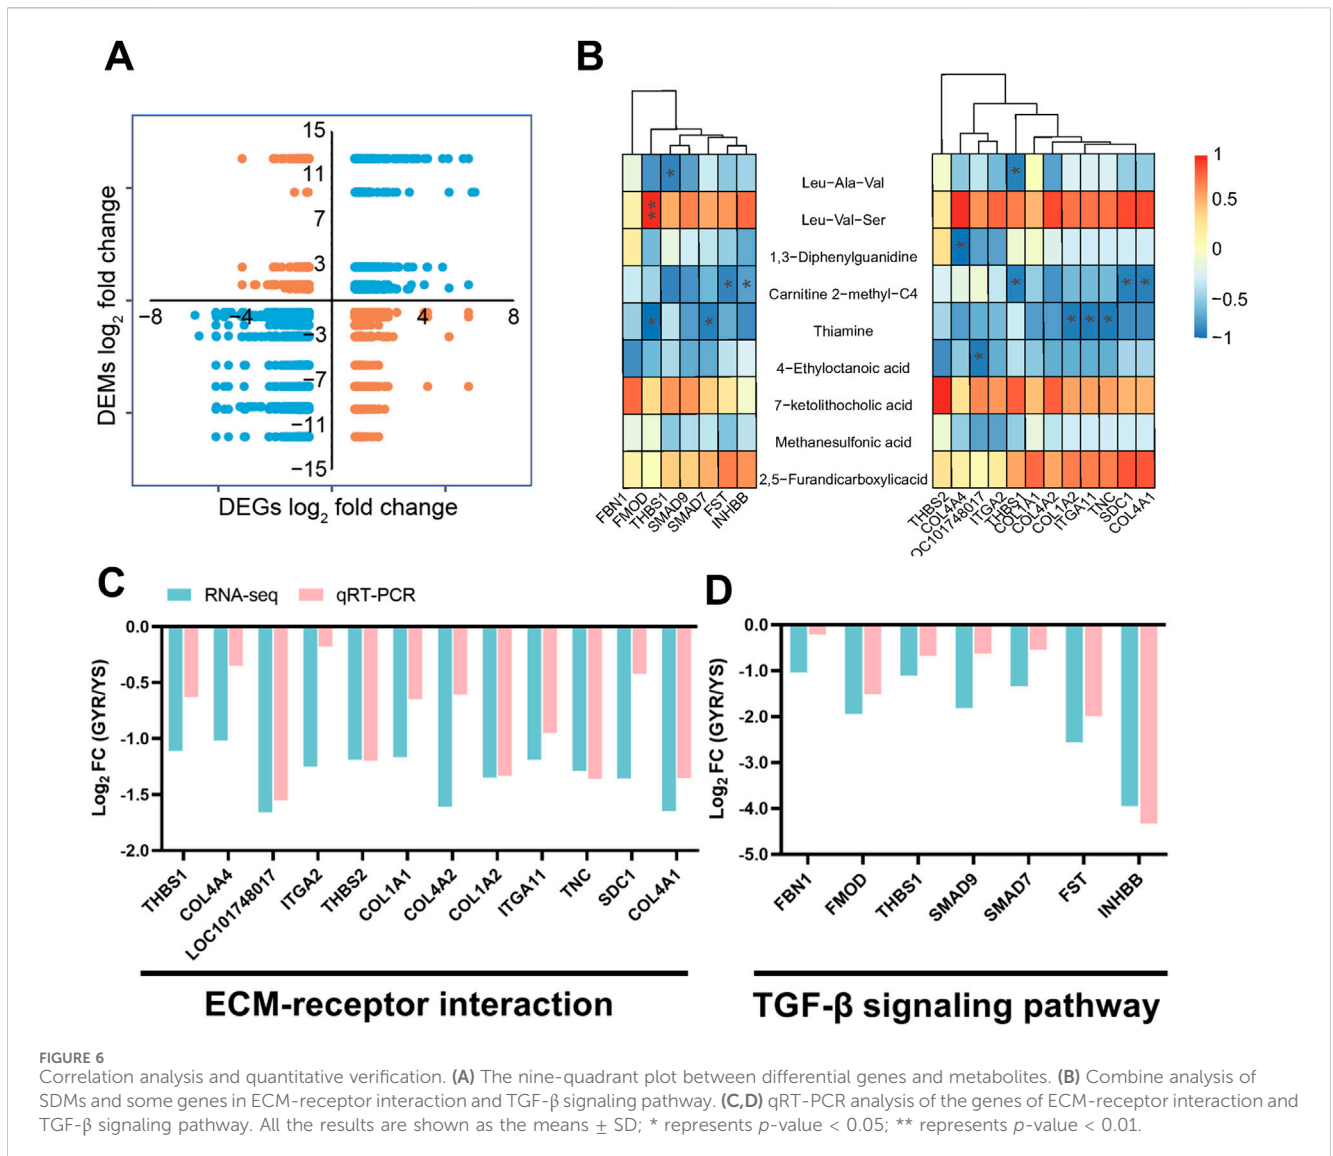 A
15
11
7
3
−8
−4
4
8
−3
−7
−11
−15
DEMs log2 fold change
DEGs log2 fold change
B
Leu−Ala−Val
Leu−Val−Ser
1,3−Diphenylguanidine
Carnitine 2−methyl−C4
Thiamine
4−Ethyloctanoic acid
7−ketolithocholic acid
Methanesulfonic acid
2,5−Furandicarboxylicacid
*
**
*
*
*
*
*
*
*
*
*
*
*
*
*
FBN1
FMOD
THBS1
SMAD9
SMAD7
FST
INHBB
THBS2
COL4A4
OC101748017
ITGA2
THBS1
COL1A1
COL4A2
COL1A2
ITGA11
TNC
SDC1
COL4A1
1
0.5
0
−0.5
−1
C
RNA-seq
qRT-PCR
0.0
-0.5
-1.0
-1.5
-2.0
Log2 FC (GYR/YS)
THBS1
COL4A4
LOC101748017
ITGA2
THBS2
COL1A1
COL4A2
COL1A2
ITGA11
TNC
SDC1
COL4A1
ECM-receptor interaction
D
0.0
-1.0
-2.0
-3.0
-4.0
-5.0
Log2 FC (GYR/YS)
FBN1
FMOD
THBS1
SMAD9
SMAD7
FST
INHBB
TGF-β signaling pathway
FIGURE 6
Correlation analysis and quantitative verification. (A) The nine-quadrant plot between differential genes and metabolites. (B) Combine analysis of
SDMs and some genes in ECM-receptor interaction and TGF-β signaling pathway. (C,D) qRT-PCR analysis of the genes of ECM-receptor interaction and
TGF-β signaling pathway. All the results are shown as the means ± SD; * represents p-value < 0.05; ** represents p-value < 0.01.